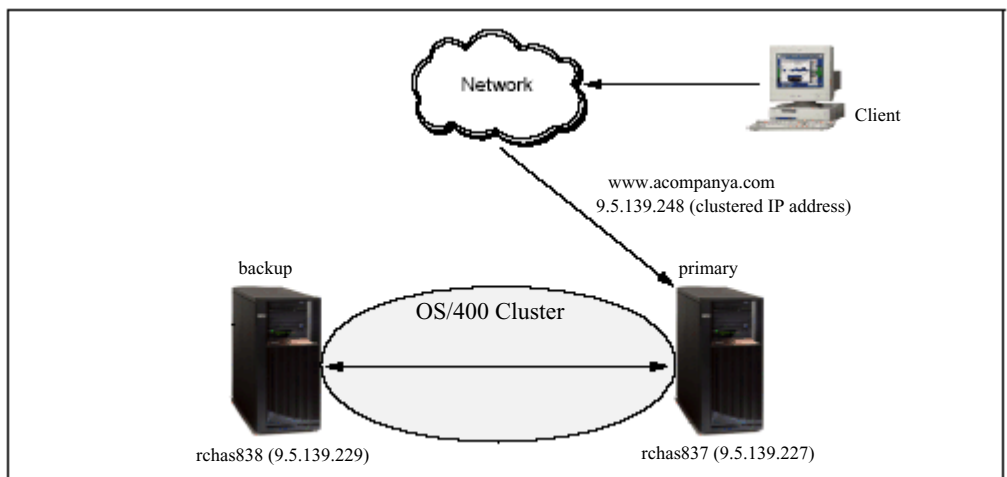 Network
Client
www.acompanya.com
9.5.139.248 (clustered IP address)
backup
primary
OS/400 Cluster
rchas838 (9.5.139.229)
rchas837 (9.5.139.227)